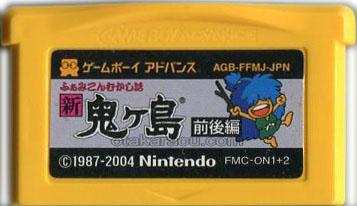 GAME BOY ADVANCE
ゲームボーイ アドバンス AGB-FFMJ-JPN
ふぁみこんむかし話
新 鬼ヶ島 前後編
otakaraou.com
©1987-2004 Nintendo FMC-ON1+2